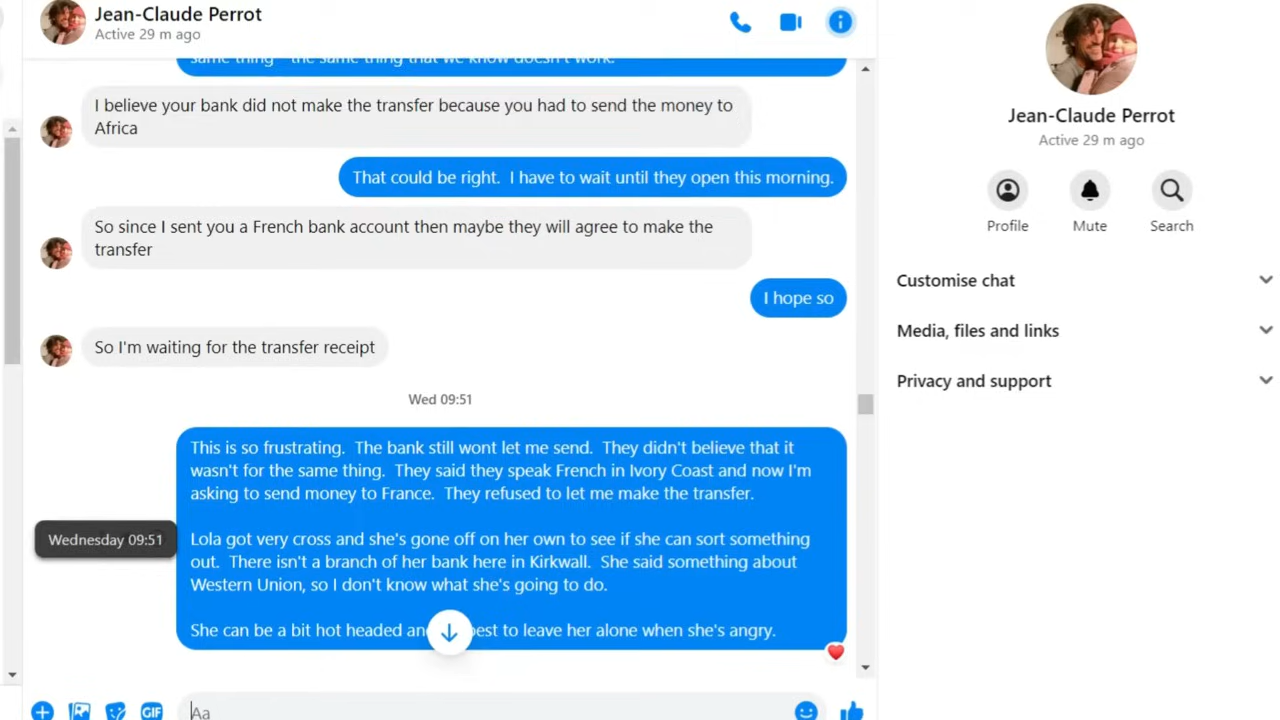 Jean-Claude Perrot
Active 29 m ago
same thing the same thing that we know doesn't work.
I believe your bank did not make the transfer because you had to send the money to
Africa
That could be right. I have to wait until they open this morning.
So since I sent you a French bank account then maybe they will agree to make the
transfer
I hope so
So I'm waiting for the transfer receipt
Wed 09:51
This is so frustrating. The bank still wont let me send. They didn't believe that it
wasn't for the same thing. They said they speak French in Ivory Coast and now I'm
asking to send money to France. They refused to let me make the transfer.
Lola got very cross and she's gone off on her own to see if she can sort something
out. There isn't a branch of her bank here in Kirkwall. She said something about
Western Union, so I don't know what she's going to do.
She can be a bit hot headed to leave her alone when she's angry.
Wednesday 09:51
GIF
Aa
Jean-Claude Perrot
Active 29 m ago
Profile
Mute
Search
Customise chat
Media, files and links
Privacy and support